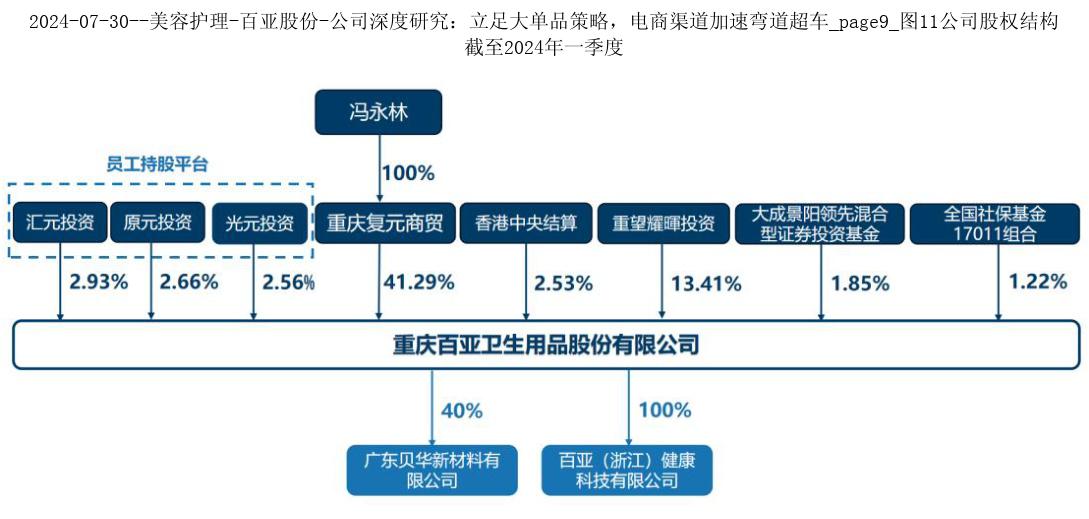 2024-07-30--美容护理-百亚股份-公司深度研究：立足大单品策略，电商渠道加速弯道超车_page9_图11公司股权结构
截至2024年一季度
冯永林
员工持股平台
100%
汇元投资
原元投资
光元投资
重庆复元商贸
香港中央结算
重望耀暉投资
大成景阳领先混合
型证券投资基金
全国社保基金
17011组合
2.93%
2.66%
2.56%
41.29%
2.53%
13.41%
1.85%
1.22%
重庆百亚卫生用品股份有限公司
40%
100%
广东贝华新材料有
限公司
百亚（浙江）健康
科技有限公司